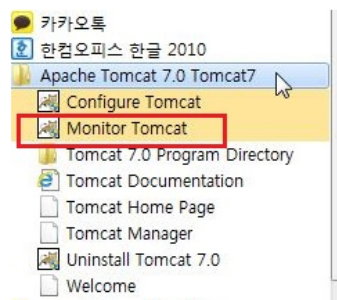 카카오톡
한컴오피스 한글 2010
Apache Tomcat 7.0 Tomcat7
Configure Tomcat
Monitor Tomcat
Tomcat 7.0 Program Directory
Tomcat Documentation
Tomcat Home Page
Tomcat Manager
Uninstall Tomcat 7.0
Welcome